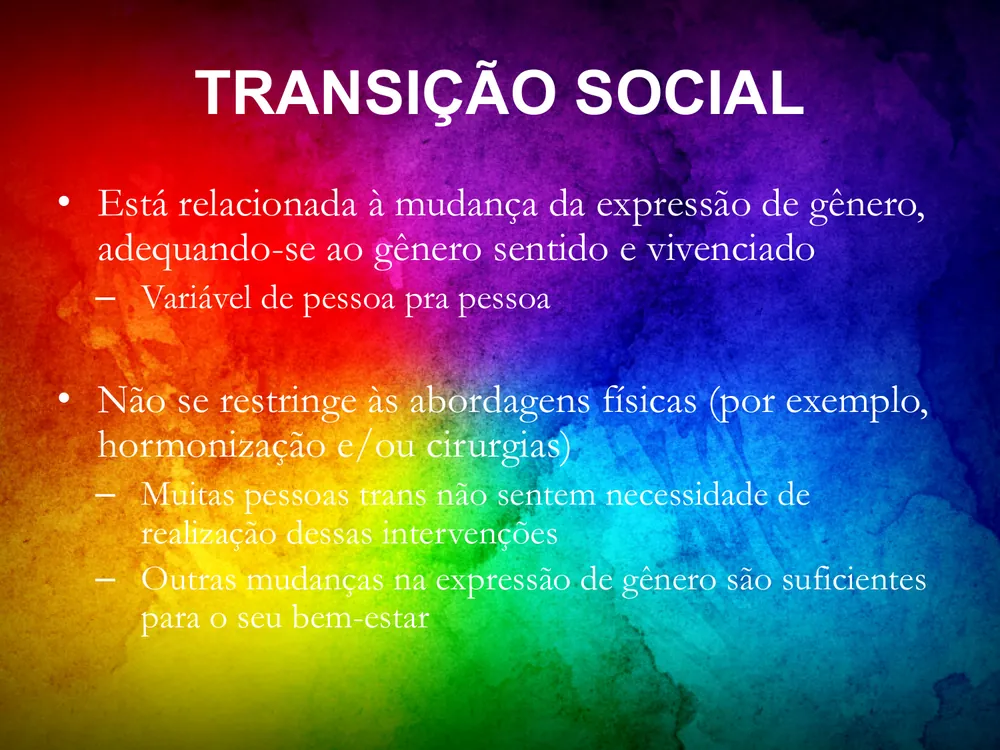 TRANSIÇÃO SOCIAL
• Está relacionada à mudança da expressão de gênero,
adequando-se ao gênero sentido e vivenciado
– Variável de pessoa pra pessoa
• Não se restringe às abordagens físicas (por exemplo,
hormonização e/ou cirurgias)
– Muitas pessoas trans não sentem necessidade de
realização dessas intervenções
– Outras mudanças na expressão de gênero são suficientes
para o seu bem-estar